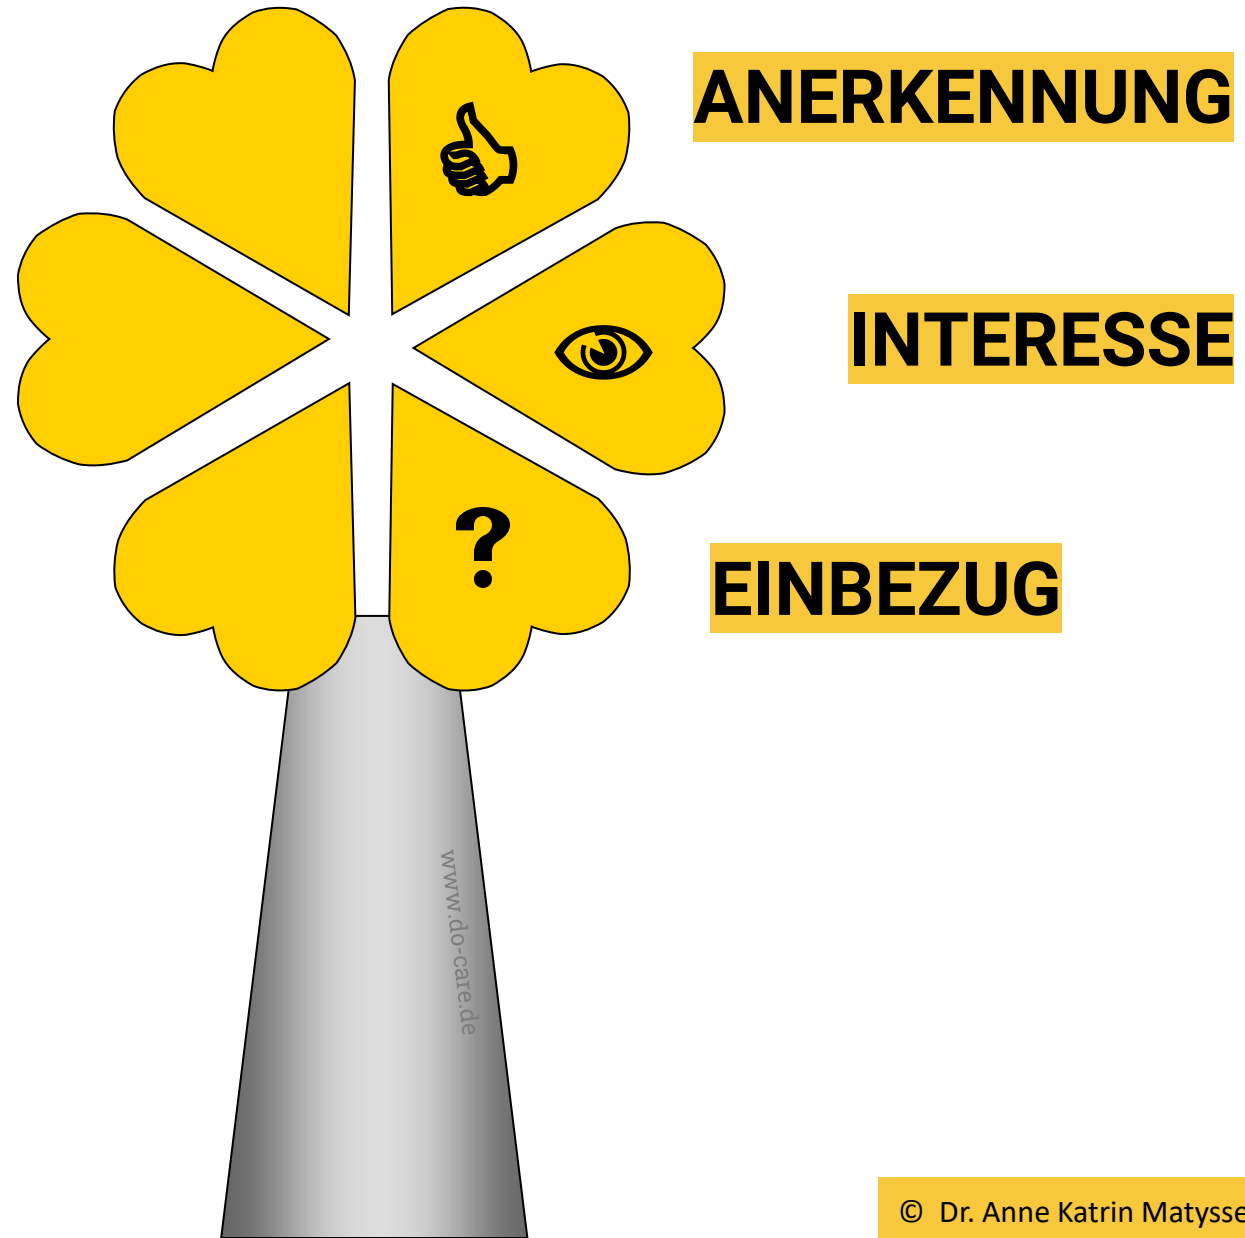 ANERKENNUNG
INTERESSE
?
EINBEZUG
www.do-care.de
© Dr. Anne Katrin Matysse